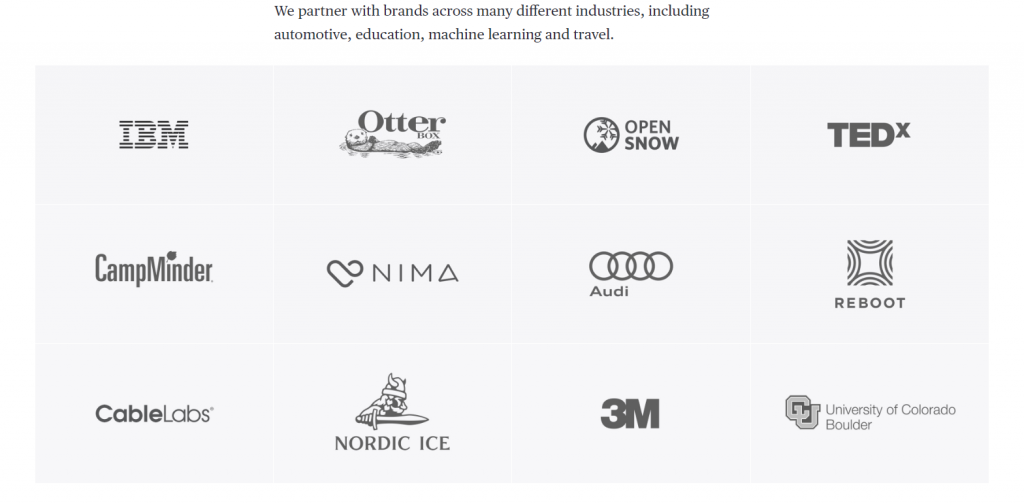 We partner with brands across many different industries, including
automotive, education, machine learning and travel.
IBM
Otter
BOX
OPEN
SNOW
TEDx
CampMinder
NIMA
Audi
REBOOT
CableLabs®
NORDIC ICE
3M
CU
University of Colorado
Boulder